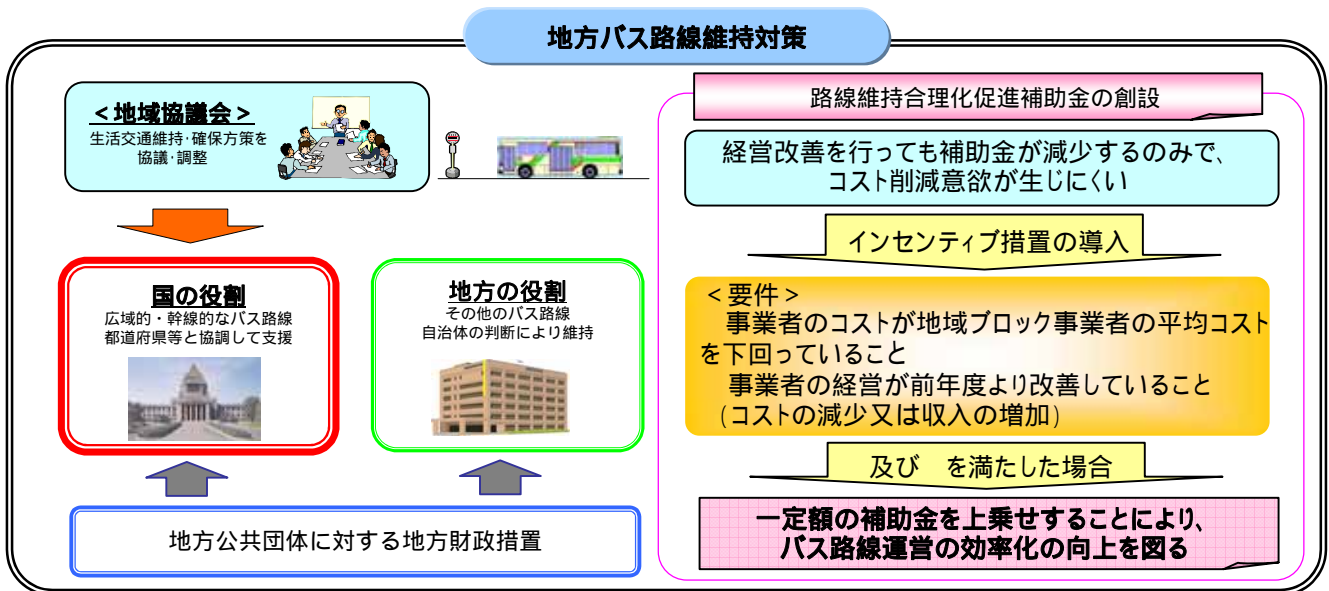 地方バス路線維持対策
<地域協議会>
生活交通維持・確保方策を
協議・調整
国の役割
広域的・幹線的なバス路線
都道府県等と協調して支援
地方の役割
その他のバス路線
自治体の判断により維持
地方公共団体に対する地方財政措置
路線維持合理化促進補助金の創設
経営改善を行っても補助金が減少するのみで、
コスト削減意欲が生じにくい
インセンティブ措置の導入
<要件>
事業者のコストが地域ブロック事業者の平均コスト
を下回っていること
事業者の経営が前年度より改善していること
(コストの減少又は収入の増加)
及び を満たした場合
一定額の補助金を上乗せすることにより、
バス路線運営の効率化の向上を図る